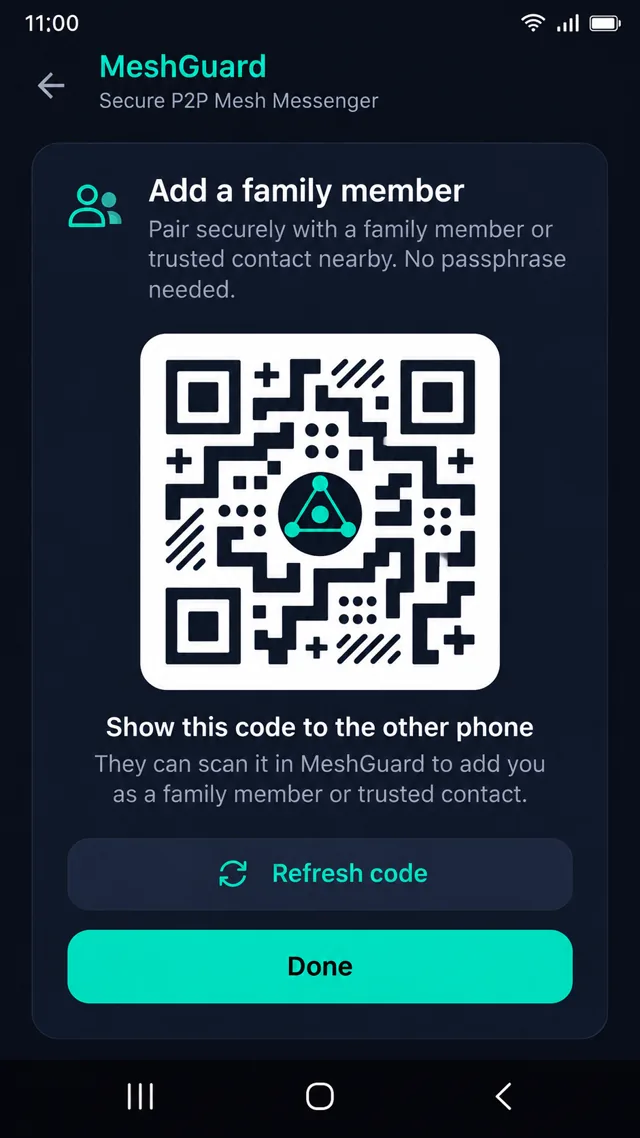 11:00
MeshGuard
Secure P2P Mesh Messenger
Add a family member
Pair securely with a family member or
trusted contact nearby. No passphrase
needed.
Show this code to the other phone
They can scan it in MeshGuard to add you
as a family member or trusted contact.
Refresh code
Done